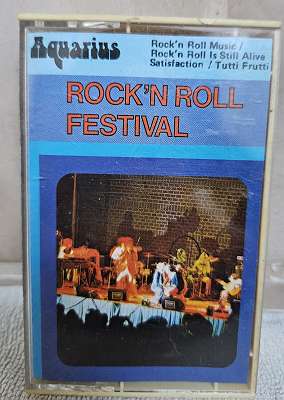 Aquarius
Rock'n Roll Music /
Rock'n Roll Is Still Alive
Satisfaction / Tutti Frutti
ROCK'N ROLL
FESTIVAL